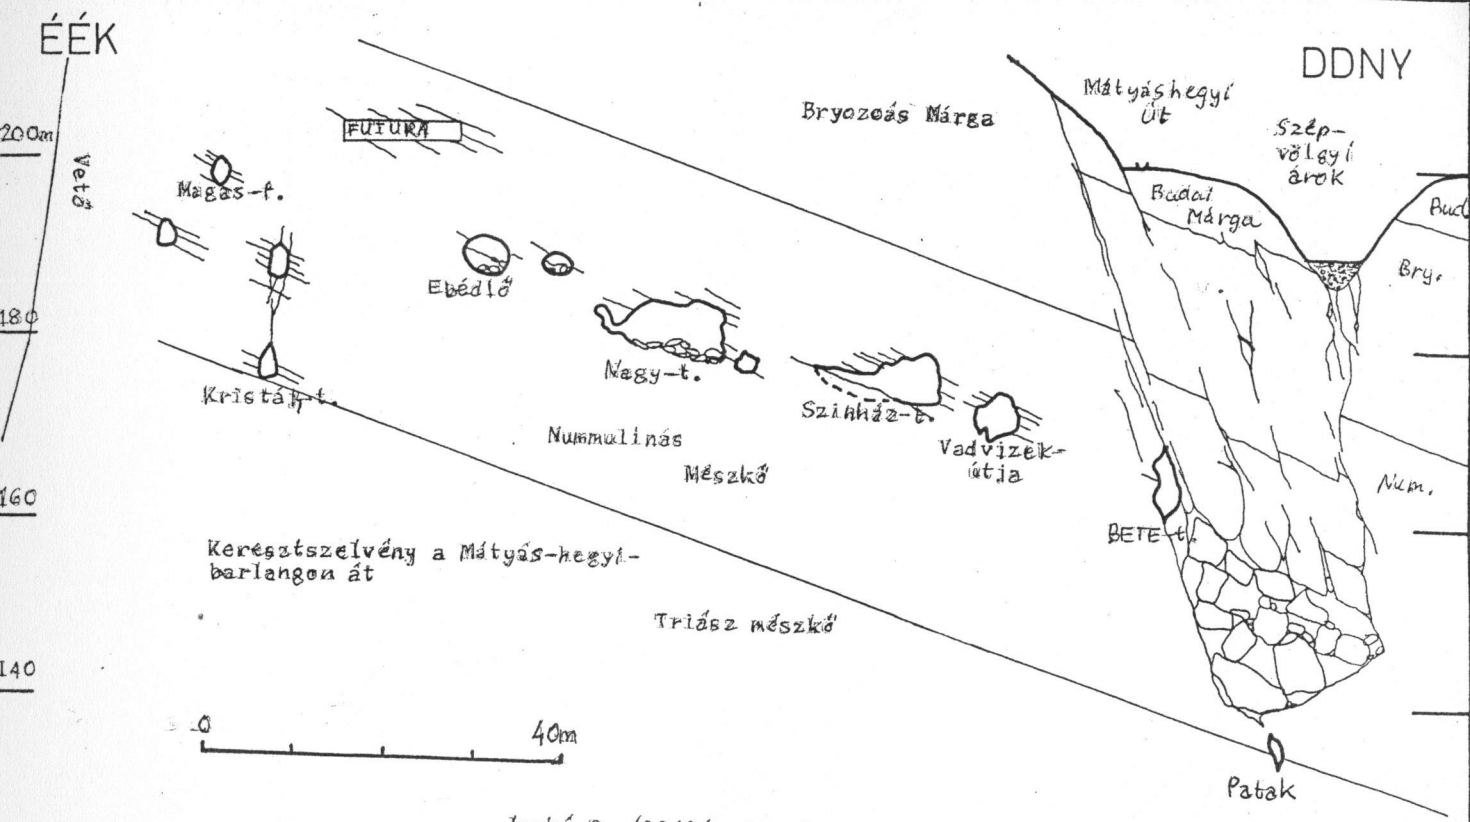 ÉÉK
DDNY
200m
180
160
140
Vető
FUTURA
Magas-t.
Kristály-t.
Ebédlő
Nagy-t.
Szinház-t.
Vadvizek-
útja
BETE-t.
Patak
Bryozoás Márga
Mátyáshegyi
Út
Szép-
völgyi
árok
Budai
Márga
Bud
Bry.
Num.
Nummulinás
Mészkő
Triász mészkő
Keresztszelvény a Mátyás-hegyi-
barlangon át
0
40m